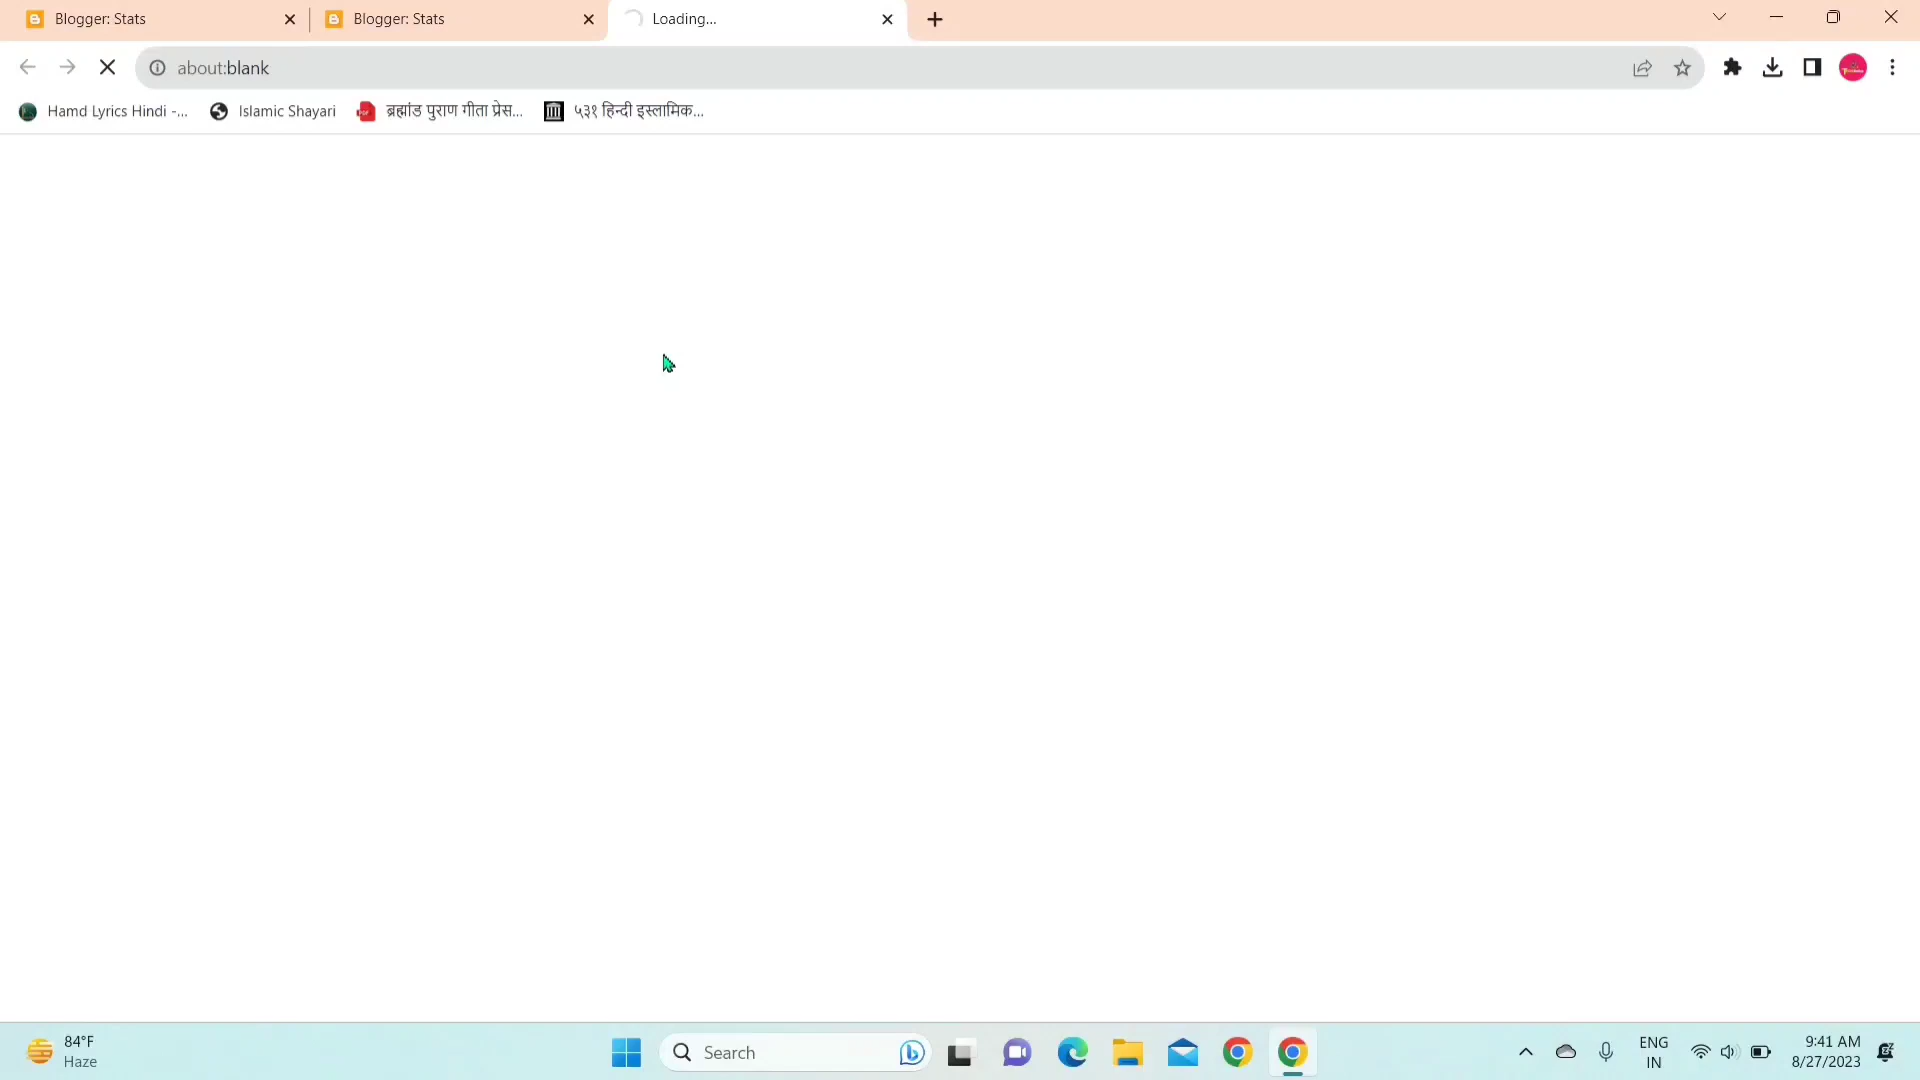 Blogger: Stats
Blogger: Stats
Loading...
about:blank
Hamd Lyrics Hindi -...
Islamic Shayari
ब्रह्मांड पुराण गीता प्रेस...
५३१ हिन्दी इस्लामिक...
84°F
Haze
Search
ENG
IN
9:41 AM
8/27/2023